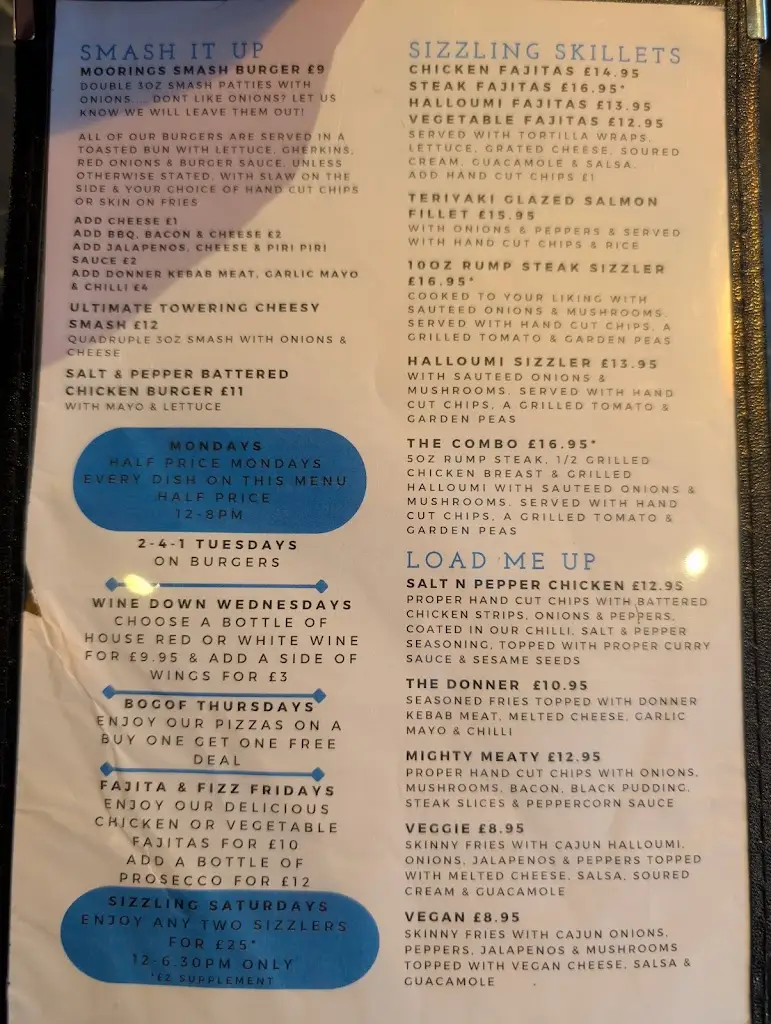 SMASH IT UP
MOORINGS SMASH BURGER £9
DOUBLE 3OZ SMASH PATTIES WITH
ONIONS.... DONT LIKE ONIONS? LET US
KNOW WE WILL LEAVE THEM OUT!
ALL OF OUR BURGERS ARE SERVED IN A
TOASTED BUN WITH LETTUCE, GHERKINS,
RED ONIONS & BURGER SAUCE, UNLESS
OTHERWISE STATED, WITH SLAW ON THE
SIDE & YOUR CHOICE OF HAND CUT CHIPS
OR SKIN ON FRIES
ADD CHEESE £1
ADD BBQ, BACON & CHEESE £2
ADD JALAPENOS, CHEESE & PIRI PIRI
SAUCE £2
ADD DONNER KEBAB MEAT, GARLIC MAYO
& CHILLI £4
ULTIMATE TOWERING CHEESY
SMASH £12
QUADRUPLE 3OZ SMASH WITH ONIONS &
CHEESE
SALT & PEPPER BATTERED
CHICKEN BURGER £11
WITH MAYO & LETTUCE
MONDAYS
HALF PRICE MONDAYS
EVERY DISH ON THIS MENU
HALF PRICE
12-8PM
2-4-1 TUESDAYS
ON BURGERS
WINE DOWN WEDNESDAYS
CHOOSE A BOTTLE OF
HOUSE RED OR WHITE WINE
FOR £9.95 & ADD A SIDE OF
WINGS FOR £3
BOGOF THURSDAYS
ENJOY OUR PIZZAS ON A
BUY ONE GET ONE FREE
DEAL
FAJITA & FIZZ FRIDAYS
ENJOY OUR DELICIOUS
CHICKEN OR VEGETABLE
FAJITAS FOR £10
ADD A BOTTLE OF
PROSECCO FOR £12
SIZZLING SATURDAYS
ENJOY ANY TWO SIZZLERS
FOR £25*
12-6.30PM ONLY
*£2 SUPPLEMENT
SIZZLING SKILLETS
CHICKEN FAJITAS £14.95
STEAK FAJITAS £16.95*
HALLOUMI FAJITAS £13.95
VEGETABLE FAJITAS £12.95
SERVED WITH TORTILLA WRAPS,
LETTUCE, GRATED CHEESE, SOURED
CREAM, GUACAMOLE & SALSA.
ADD HAND CUT CHIPS £1
TERIYAKI GLAZED SALMON
FILLET £15.95
WITH ONIONS & PEPPERS & SERVED
WITH HAND CUT CHIPS & RICE
10OZ RUMP STEAK SIZZLER
£16.95*
COOKED TO YOUR LIKING WITH
SAUTEED ONIONS & MUSHROOMS.
SERVED WITH HAND CUT CHIPS, A
GRILLED TOMATO & GARDEN PEAS
HALLOUMI SIZZLER £13.95
WITH SAUTEED ONIONS &
MUSHROOMS. SERVED WITH HAND
CUT CHIPS, A GRILLED TOMATO &
GARDEN PEAS
THE COMBO £16.95*
5OZ RUMP STEAK, 1/2 GRILLED
CHICKEN BREAST & GRILLED
HALLOUMI WITH SAUTEED ONIONS &
MUSHROOMS. SERVED WITH HAND
CUT CHIPS, A GRILLED TOMATO &
GARDEN PEAS
LOAD ME UP
SALT N PEPPER CHICKEN £12.95
PROPER HAND CUT CHIPS WITH BATTERED
CHICKEN STRIPS, ONIONS & PEPPERS,
COATED IN OUR CHILLI, SALT & PEPPER
SEASONING, TOPPED WITH PROPER CURRY
SAUCE & SESAME SEEDS
THE DONNER £10.95
SEASONED FRIES TOPPED WITH DONNER
KEBAB MEAT, MELTED CHEESE, GARLIC
MAYO & CHILLI
MIGHTY MEATY £12.95
PROPER HAND CUT CHIPS WITH ONIONS,
MUSHROOMS, BACON, BLACK PUDDING,
STEAK SLICES & PEPPERCORN SAUCE
VEGGIE £8.95
SKINNY FRIES WITH CAJUN HALLOUMI,
ONIONS, JALAPENOS & PEPPERS TOPPED
WITH MELTED CHEESE, SALSA, SOURED
CREAM & GUACAMOLE
VEGAN £8.95
SKINNY FRIES WITH CAJUN ONIONS,
PEPPERS, JALAPENOS & MUSHROOMS
TOPPED WITH VEGAN CHEESE, SALSA &
GUACAMOLE